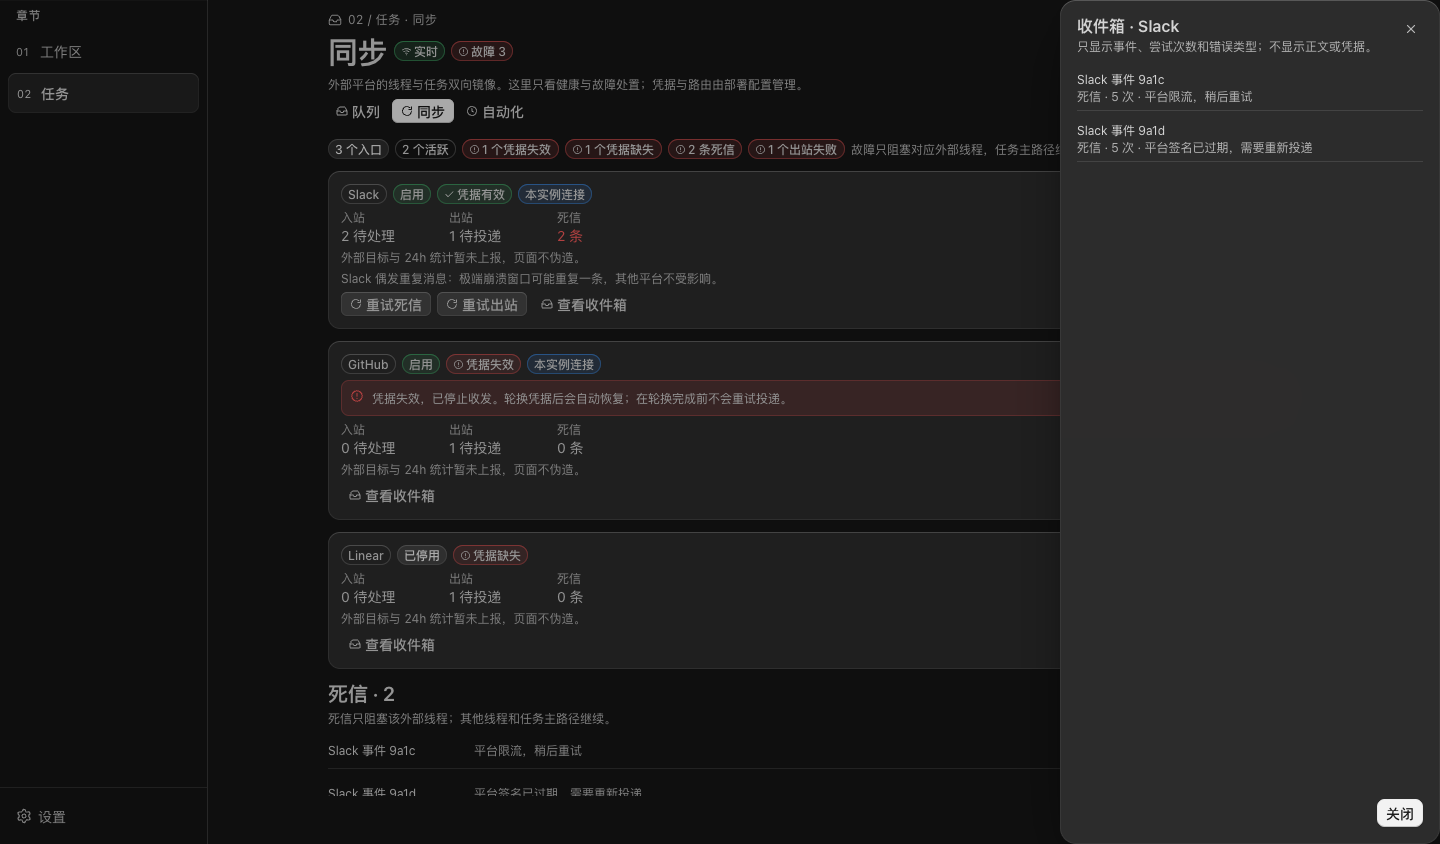 章节
01 工作区
02 任务
设置
02 / 任务 · 同步
同步 实时 故障 3
外部平台的线程与任务双向镜像。这里只看健康与故障处置；凭据与路由由部署配置管理。
队列 同步 自动化
3 个入口 2 个活跃 1 个凭据失效 1 个凭据缺失 2 条死信 1 个出站失败 故障只阻塞对应外部线程，任务主路径
Slack 启用 凭据有效 本实例连接
入站 出站 死信
2 待处理 1 待投递 2 条
外部目标与 24h 统计暂未上报，页面不伪造。
Slack 偶发重复消息：极端崩溃窗口可能重复一条，其他平台不受影响。
重试死信 重试出站 查看收件箱
GitHub 启用 凭据失效 本实例连接
凭据失效，已停止收发。轮换凭据后会自动恢复；在轮换完成前不会重试投递。
入站 出站 死信
0 待处理 1 待投递 0 条
外部目标与 24h 统计暂未上报，页面不伪造。
查看收件箱
Linear 已停用 凭据缺失
入站 出站 死信
0 待处理 1 待投递 0 条
外部目标与 24h 统计暂未上报，页面不伪造。
查看收件箱
死信 · 2
死信只阻塞该外部线程；其他线程和任务主路径继续。
Slack 事件 9a1c 平台限流，稍后重试
Slack 事件 9a1d 平台签名已过期，需要重新投递
收件箱 · Slack
只显示事件、尝试次数和错误类型；不显示正文或凭据。
Slack 事件 9a1c
死信 · 5 次 · 平台限流，稍后重试
Slack 事件 9a1d
死信 · 5 次 · 平台签名已过期，需要重新投递
关闭